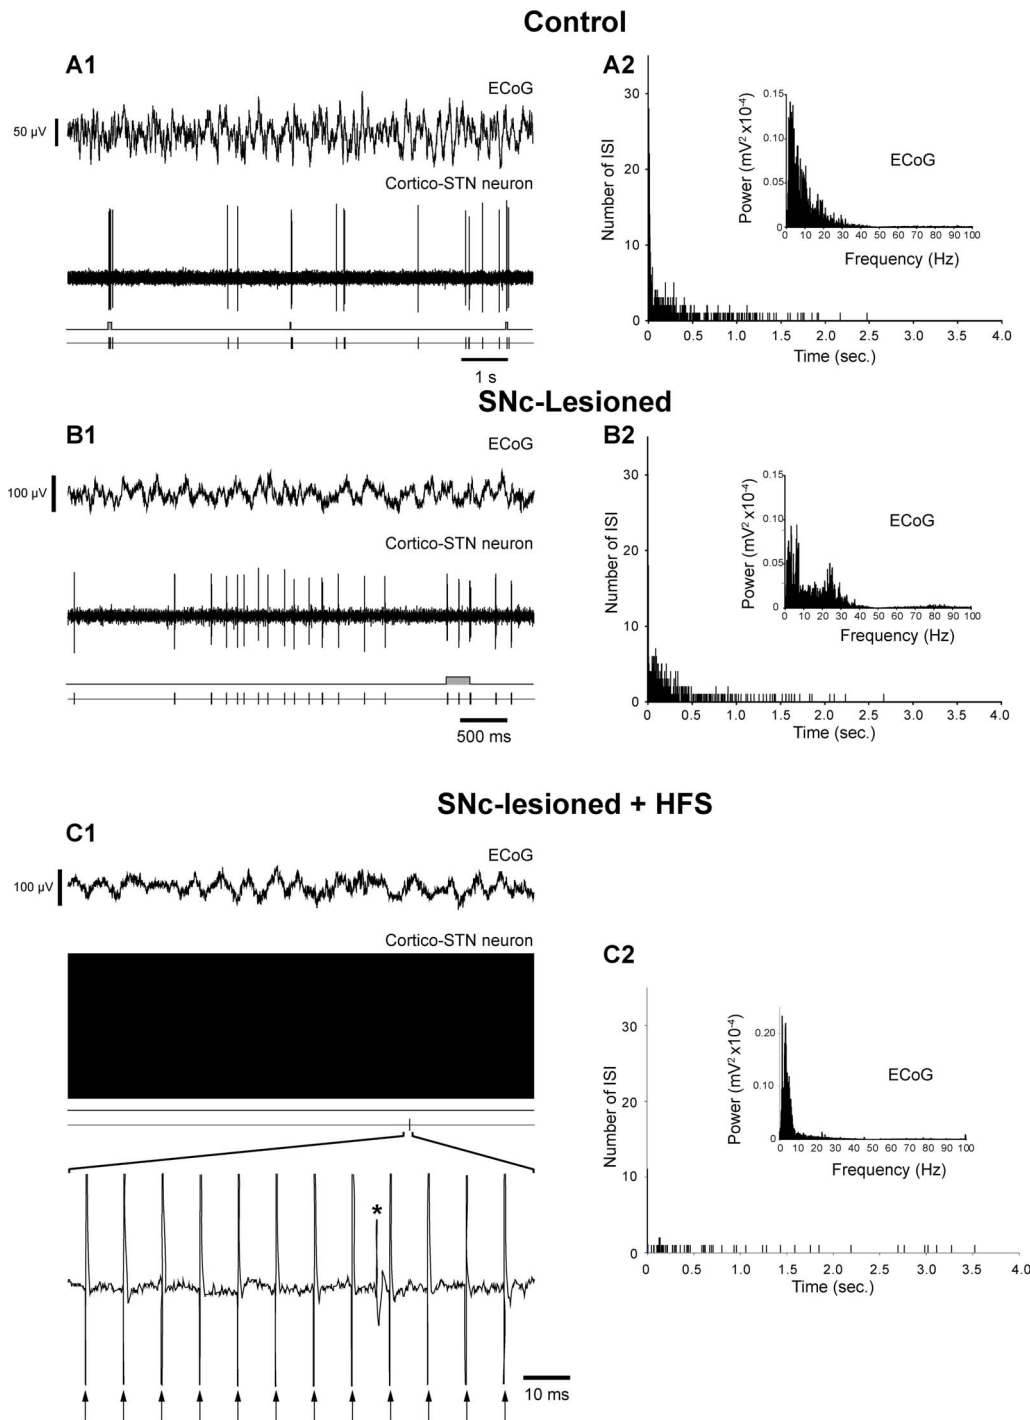 Control
A1
ECoG
50 µV
Cortico-STN neuron
1 s
A2
30
20
10
0
Number of ISI
0 0.5 1.0 1.5 2.0 2.5 3.0 3.5 4.0
Time (sec.)
0.15
0.10
0.05
0
Power (mV² x10⁻⁴)
ECoG
0 10 20 30 40 50 60 70 80 90 100
Frequency (Hz)
SNc-Lesioned
B1
ECoG
100 µV
Cortico-STN neuron
500 ms
B2
30
20
10
0
Number of ISI
0 0.5 1.0 1.5 2.0 2.5 3.0 3.5 4.0
Time (sec.)
0.15
0.10
0.05
0
Power (mV² x10⁻⁴)
ECoG
0 10 20 30 40 50 60 70 80 90 100
Frequency (Hz)
SNc-lesioned + HFS
C1
ECoG
100 µV
Cortico-STN neuron
*
10 ms
C2
30
20
10
0
Number of ISI
0 0.5 1.0 1.5 2.0 2.5 3.0 3.5 4.0
Time (sec.)
0.20
0.10
0
Power (mV² x10⁻⁴)
ECoG
0 10 20 30 40 50 60 70 80 90 100
Frequency (Hz)